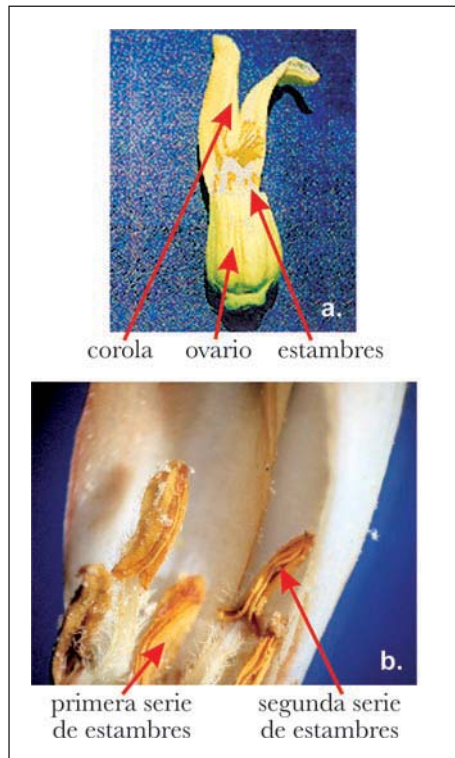 a.
corola ovario estambres
b.
primera serie segunda serie
de estambres de estambres